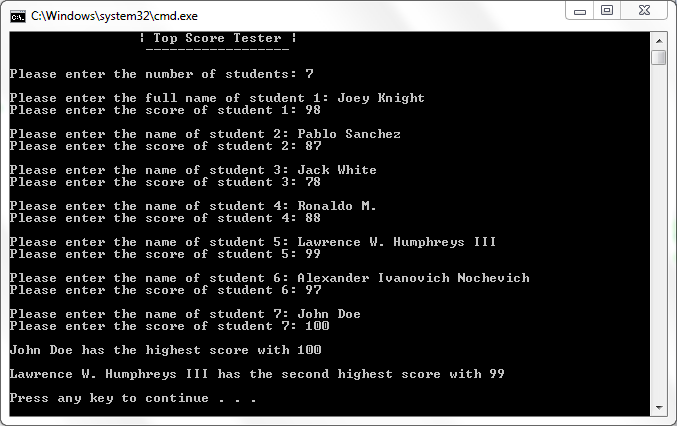 C:\Windows\system32\cmd.exe
C:\.
¦ Top Score Tester ¦
------------------
Please enter the number of students: 7
Please enter the full name of student 1: Joey Knight
Please enter the score of student 1: 98
Please enter the name of student 2: Pablo Sanchez
Please enter the score of student 2: 87
Please enter the name of student 3: Jack White
Please enter the score of student 3: 78
Please enter the name of student 4: Ronaldo M.
Please enter the score of student 4: 88
Please enter the name of student 5: Lawrence W. Humphreys III
Please enter the score of student 5: 99
Please enter the name of student 6: Alexander Ivanovich Nochevich
Please enter the score of student 6: 97
Please enter the name of student 7: John Doe
Please enter the score of student 7: 100
John Doe has the highest score with 100
Lawrence W. Humphreys III has the second highest score with 99
Press any key to continue . . .